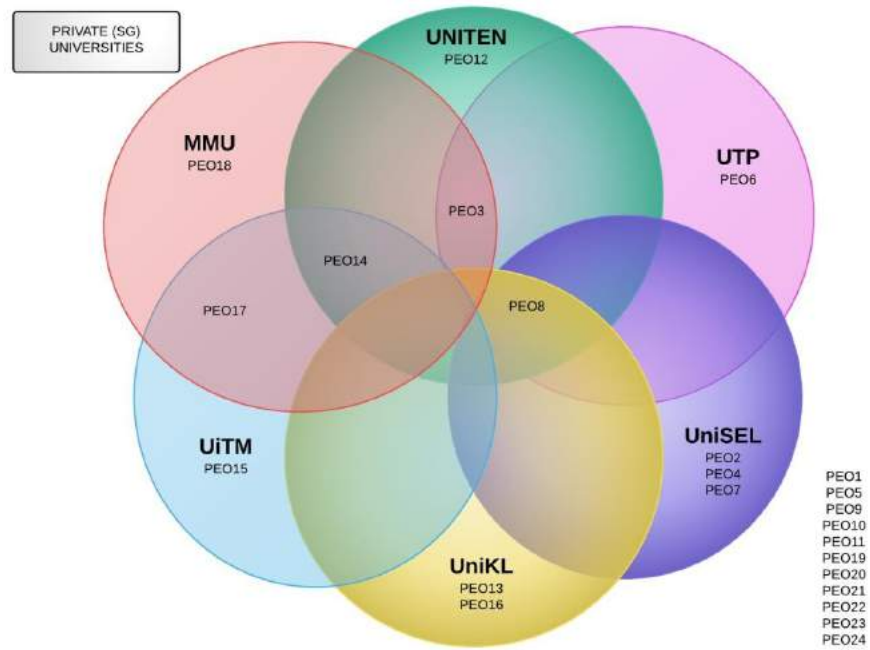 PRIVATE (SG)
UNIVERSITIES
UNITEN
PEO12
MMU
PEO18
UTP
PEO6
PEO3
PEO14
PEO17
PEO8
UiTM
PEO15
UniSEL
PEO2
PEO4
PEO7
UniKL
PEO13
PEO16
PEO1
PEO5
PEO9
PEO10
PEO11
PEO19
PEO20
PEO21
PEO22
PEO23
PEO24